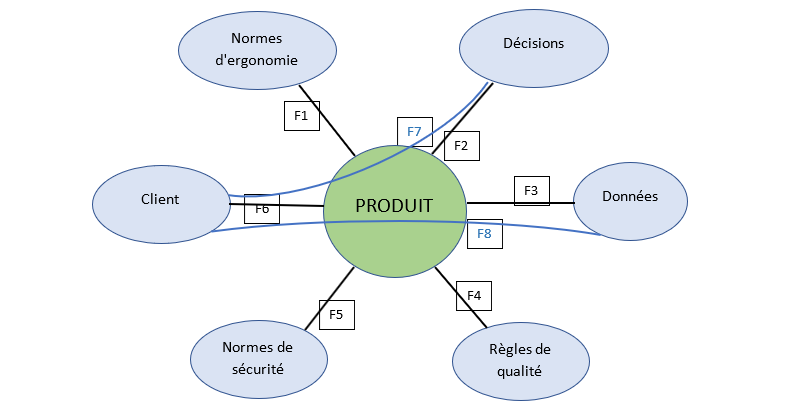 Normes
d'ergonomie
Décisions
F1
F7
F2
Client
F6
PRODUIT
F3
Données
F8
F5
F4
Normes de
sécurité
Règles de
qualité